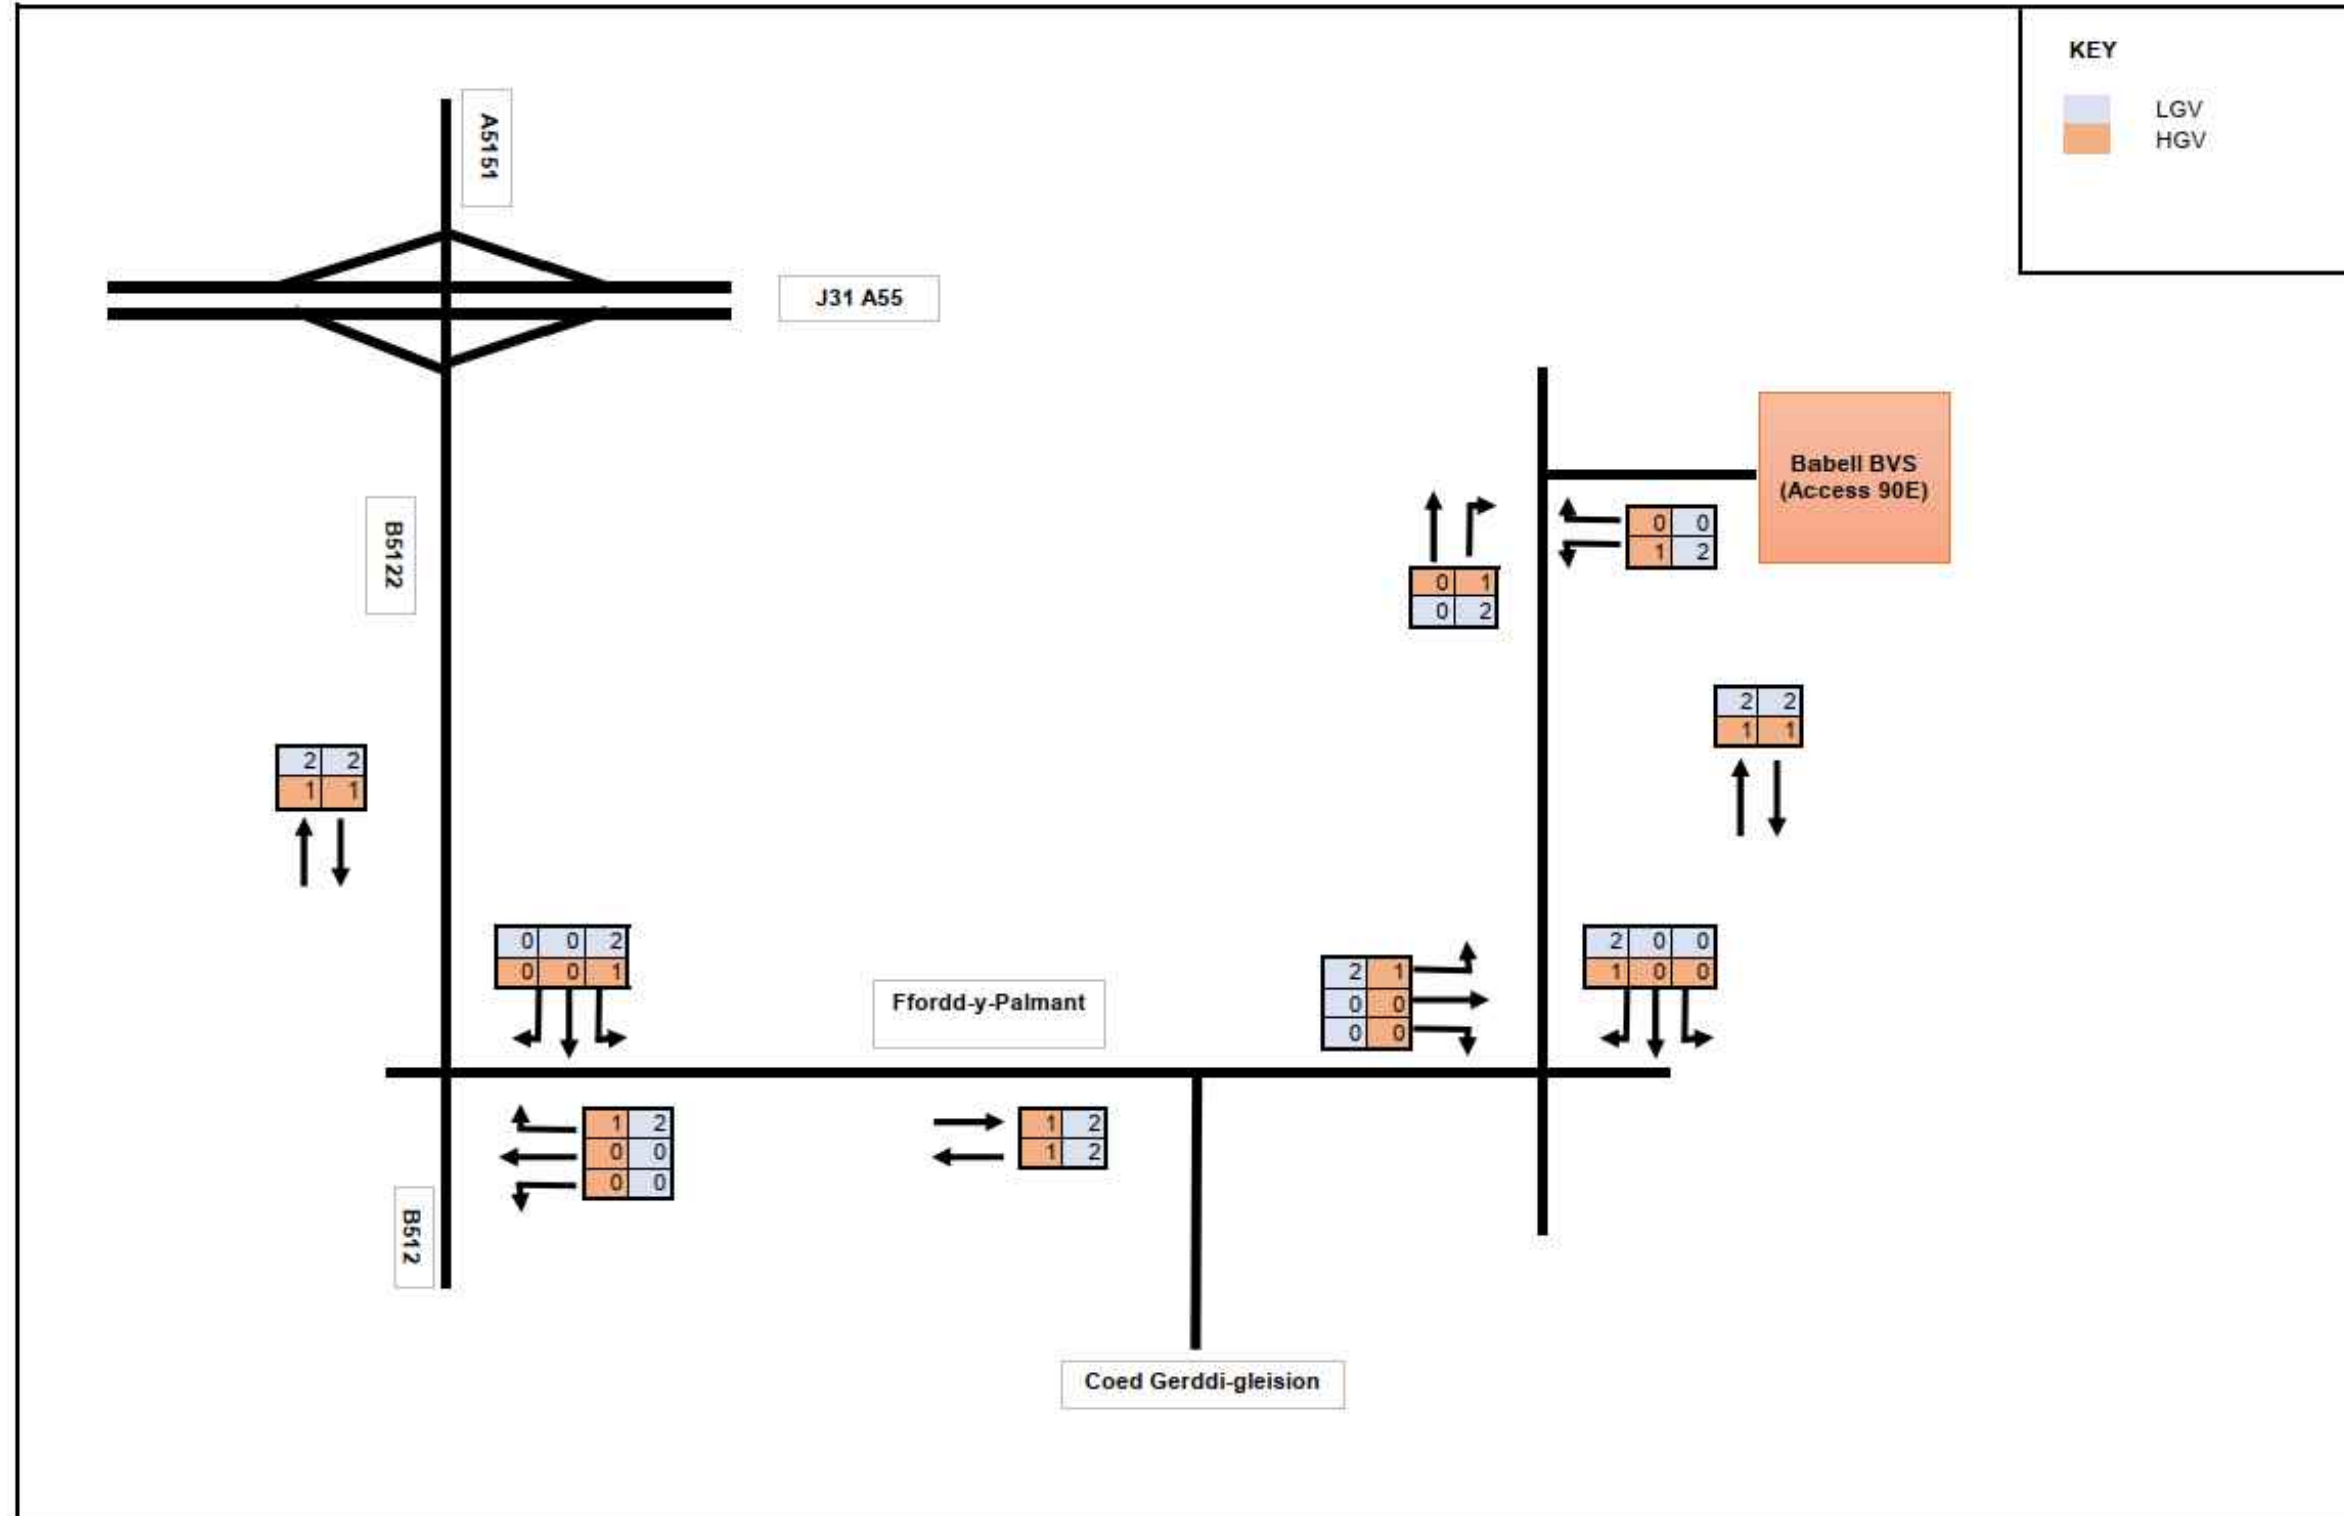 KEY
LGV
HGV
A5151
J31 A55
Babell BVS
(Access 90E)
B5122
0 0
1 2
0 1
0 2
2 2
1 1
2 2
1 1
0 0 2
0 0 1
2 0 0
1 0 0
Ffordd-y-Palmant
2 1
0 0
0 0
1 2
0 0
0 0
1 2
1 2
B512
Coed Gerddi-gleision